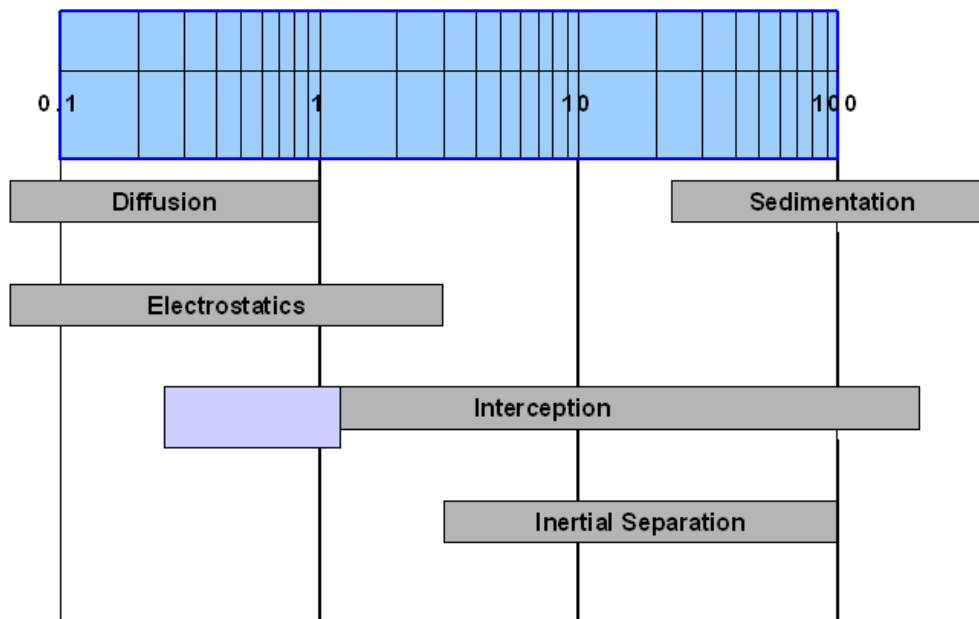 0.1 1 10 100
Diffusion Sedimentation
Electrostatics
Interception
Inertial Separation